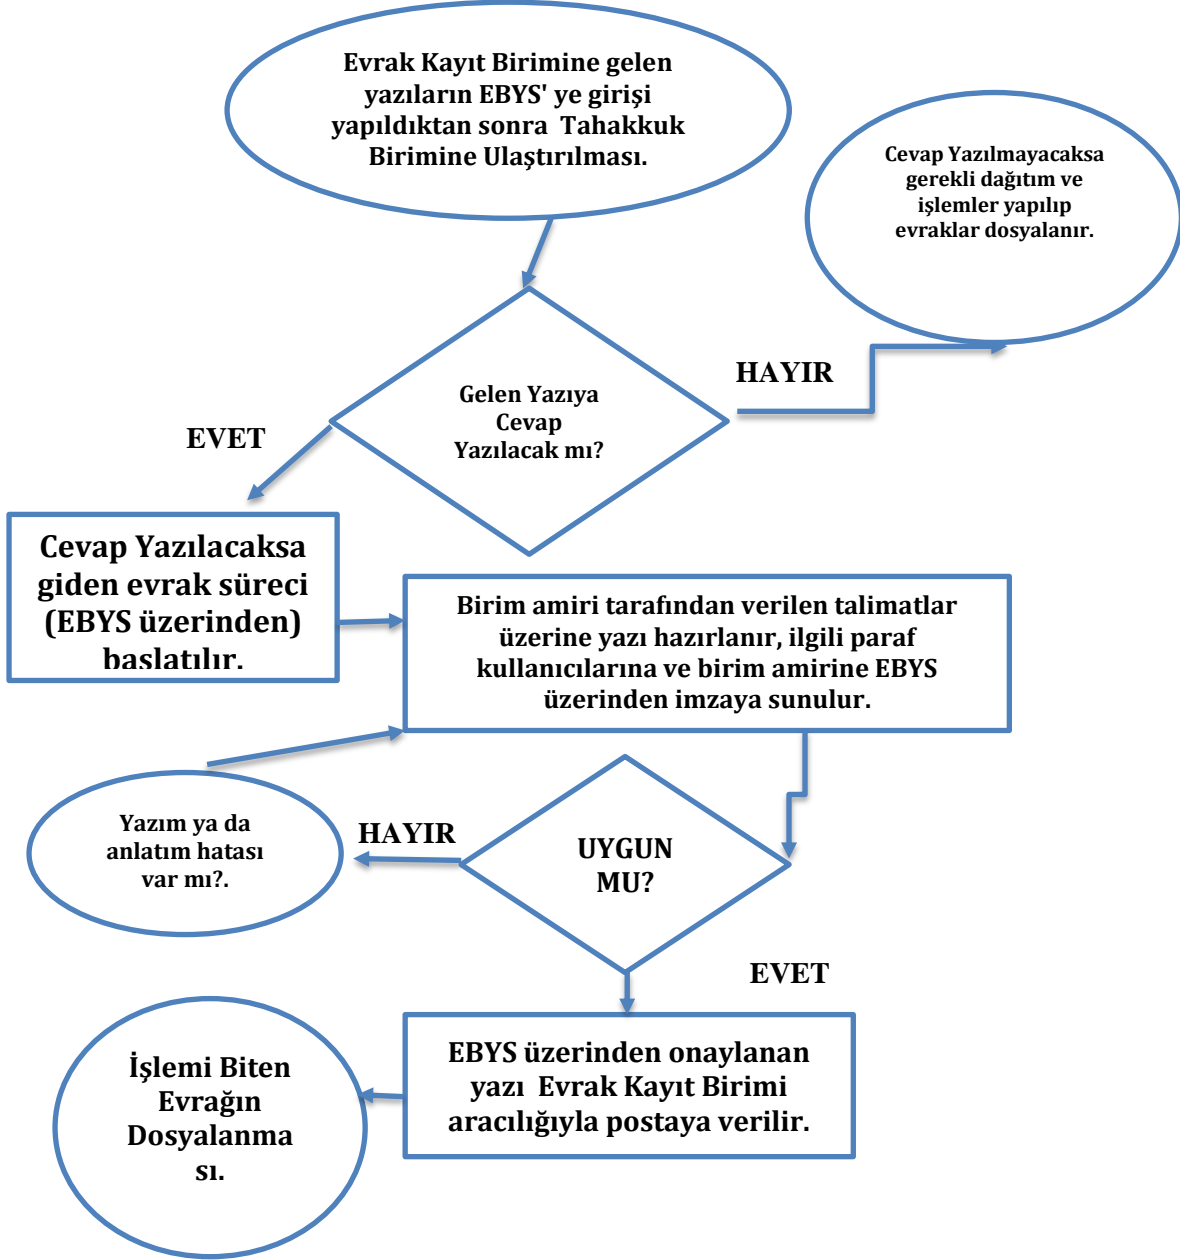 Evrak Kayıt Birimine gelen
yazıların EBYS' ye girişi
yapıldıktan sonra Tahakkuk
Birimine Ulaştırılması.
Cevap Yazılmayacaksa
gerekli dağıtım ve
işlemler yapılıp
evraklar dosyalanır.
HAYIR
Gelen Yazıya
Cevap
Yazılacak mı?
EVET
Cevap Yazılacaksa
giden evrak süreci
(EBYS üzerinden)
başlatılır.
Birim amiri tarafından verilen talimatlar
üzerine yazı hazırlanır, ilgili paraf
kullanıcılarına ve birim amirine EBYS
üzerinden imzaya sunulur.
Yazım ya da
anlatım hatası
var mı?.
HAYIR
UYGUN
MU?
EVET
EBYS üzerinden onaylanan
yazı Evrak Kayıt Birimi
aracılığıyla postaya verilir.
İşlemi Biten
Evrağın
Dosyalanma
sı.